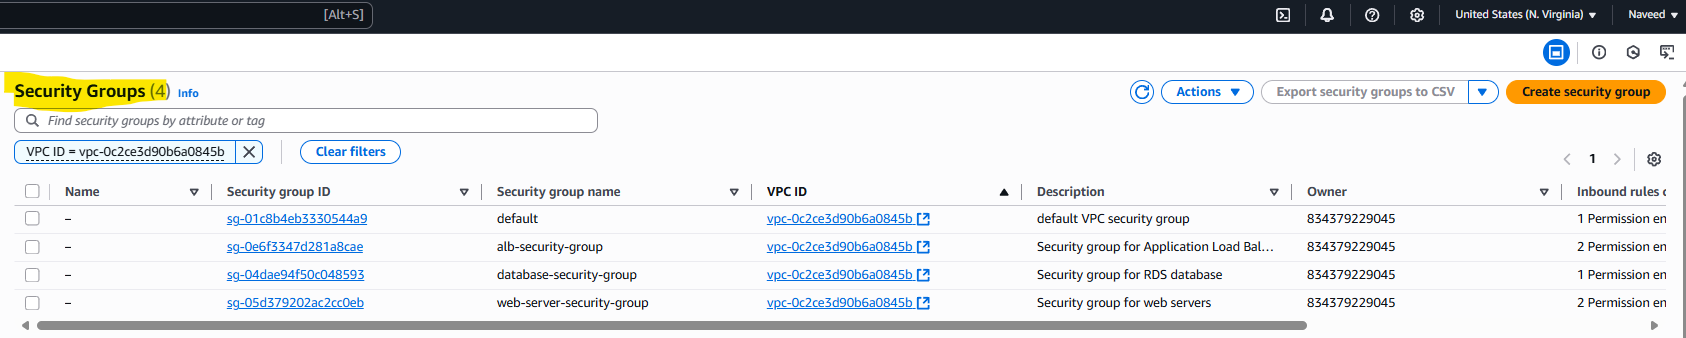 [Alt+S] United States (N. Virginia) Naveed
Security Groups (4) Info Actions Export security groups to CSV Create security group
Find security groups by attribute or tag
VPC ID = vpc-0c2ce3d90b6a0845b Clear filters 1
Name Security group ID Security group name VPC ID Description Owner Inbound rules c
– sg-01c8b4eb3330544a9 default vpc-0c2ce3d90b6a0845b default VPC security group 834379229045 1 Permission en
– sg-0e6f3347d281a8cae alb-security-group vpc-0c2ce3d90b6a0845b Security group for Application Load Bal... 834379229045 2 Permission en
– sg-04dae94f50c048593 database-security-group vpc-0c2ce3d90b6a0845b Security group for RDS database 834379229045 1 Permission en
– sg-05d379202ac2cc0eb web-server-security-group vpc-0c2ce3d90b6a0845b Security group for web servers 834379229045 2 Permission en